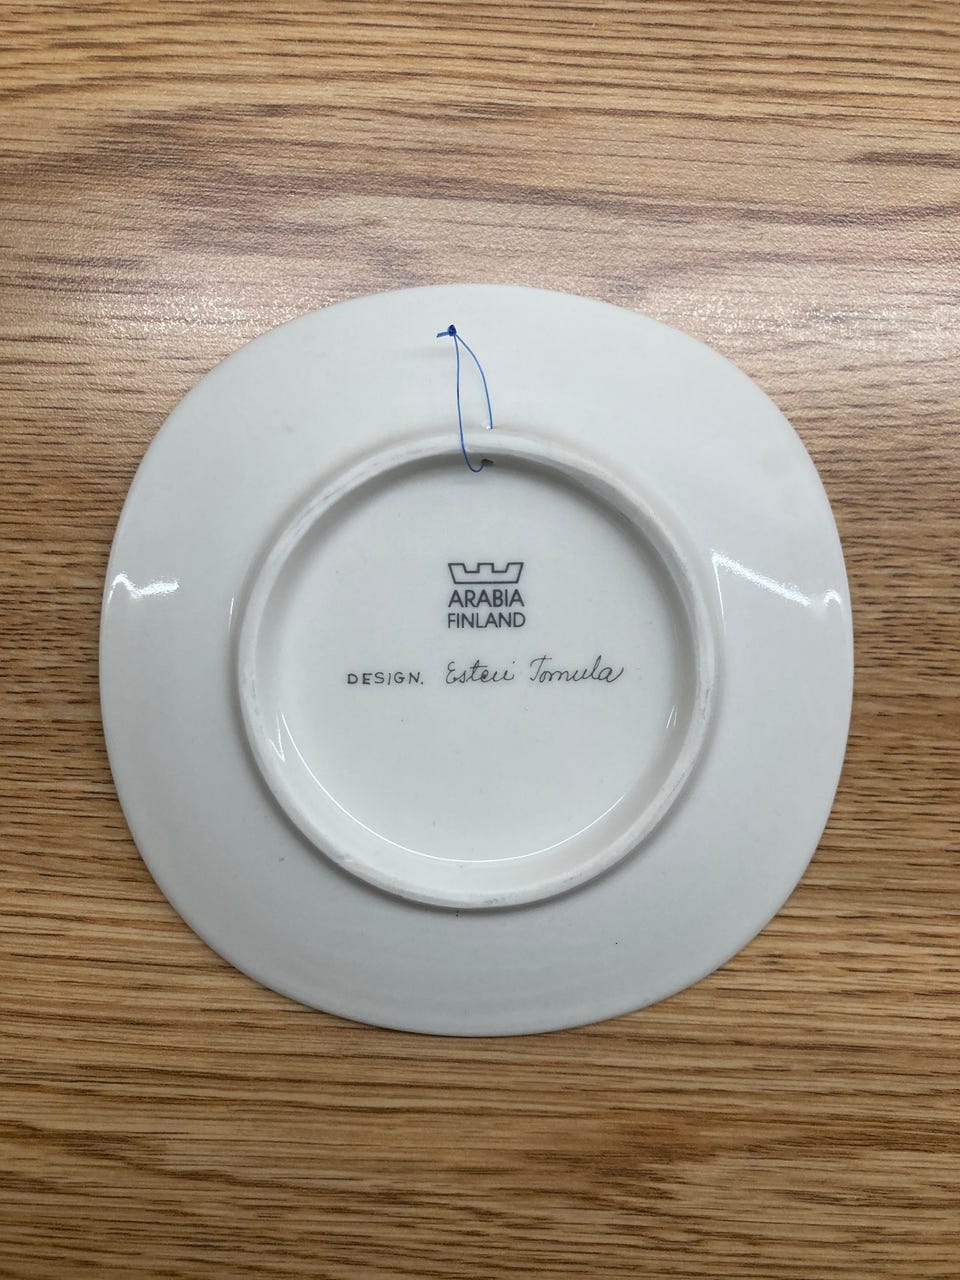 ARABIA
FINLAND
DESIGN. Esteri Tomula